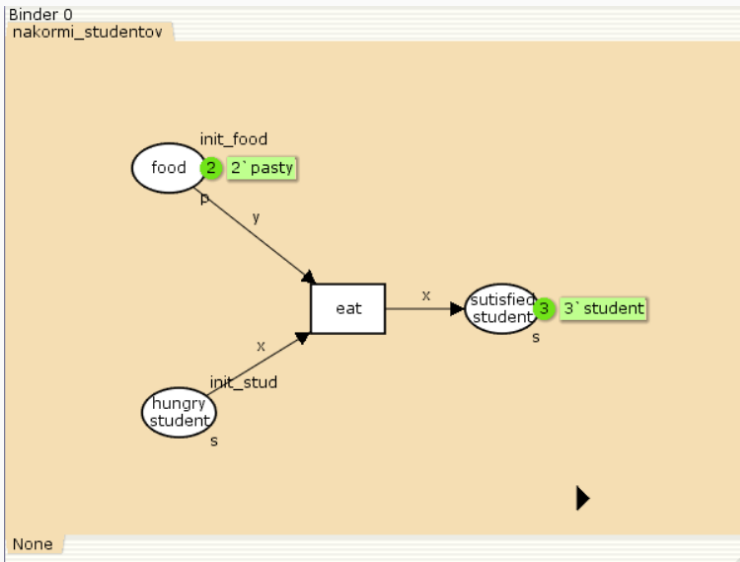 Binder 0
nakormi_studentov
init_food
food
2
2`pasty
p
y
eat
x
sutisfied
student
3
3`student
s
x
init_stud
hungry
student
s
None